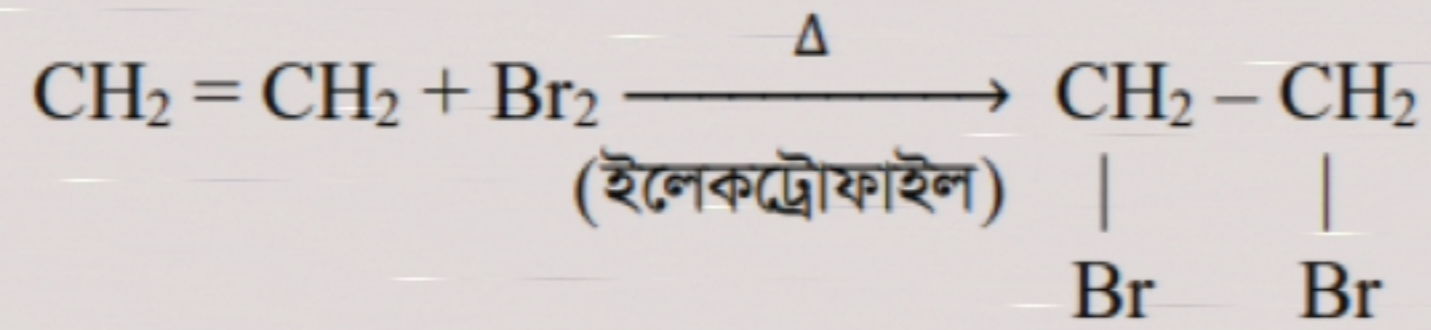 Δ
CH₂ = CH₂ + Br₂ ⟶ CH₂ – CH₂
(ইলেকট্রোফাইল) | |
Br Br